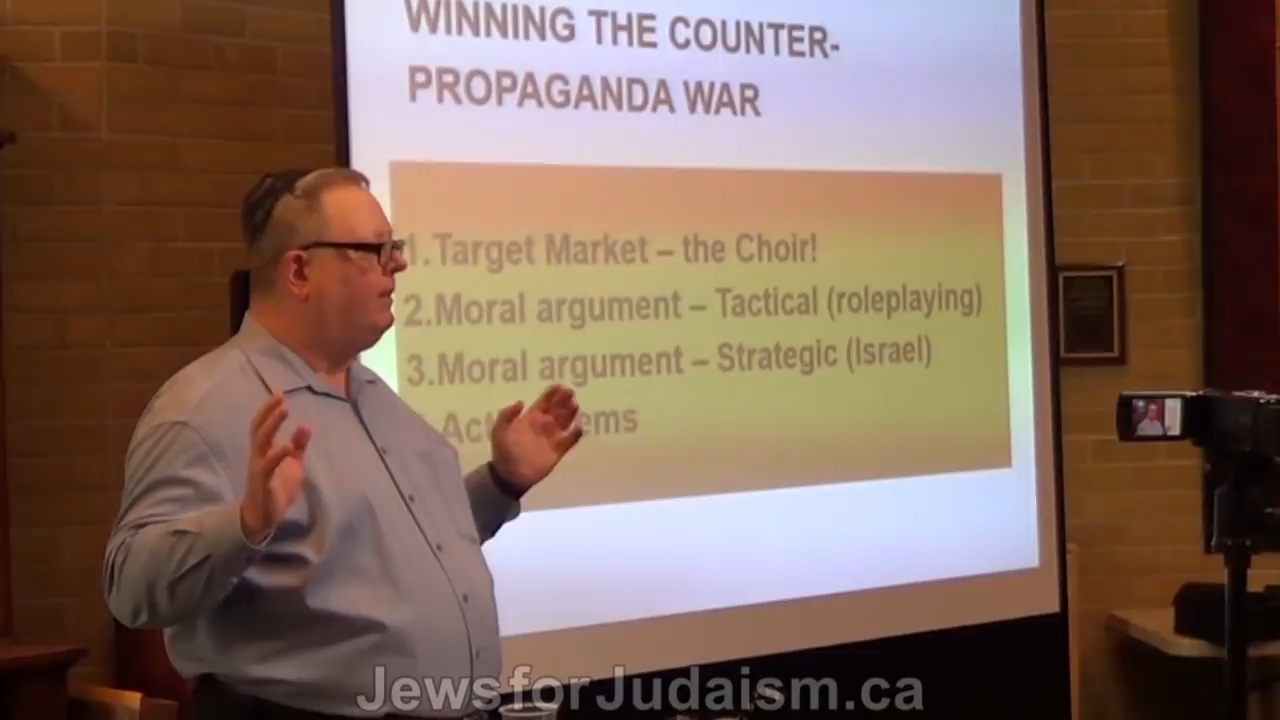 WINNING THE COUNTER-
PROPAGANDA WAR
1.Target Market – the Choir!
2.Moral argument – Tactical (roleplaying)
3.Moral argument – Strategic (Israel)
JewsforJudaism.ca